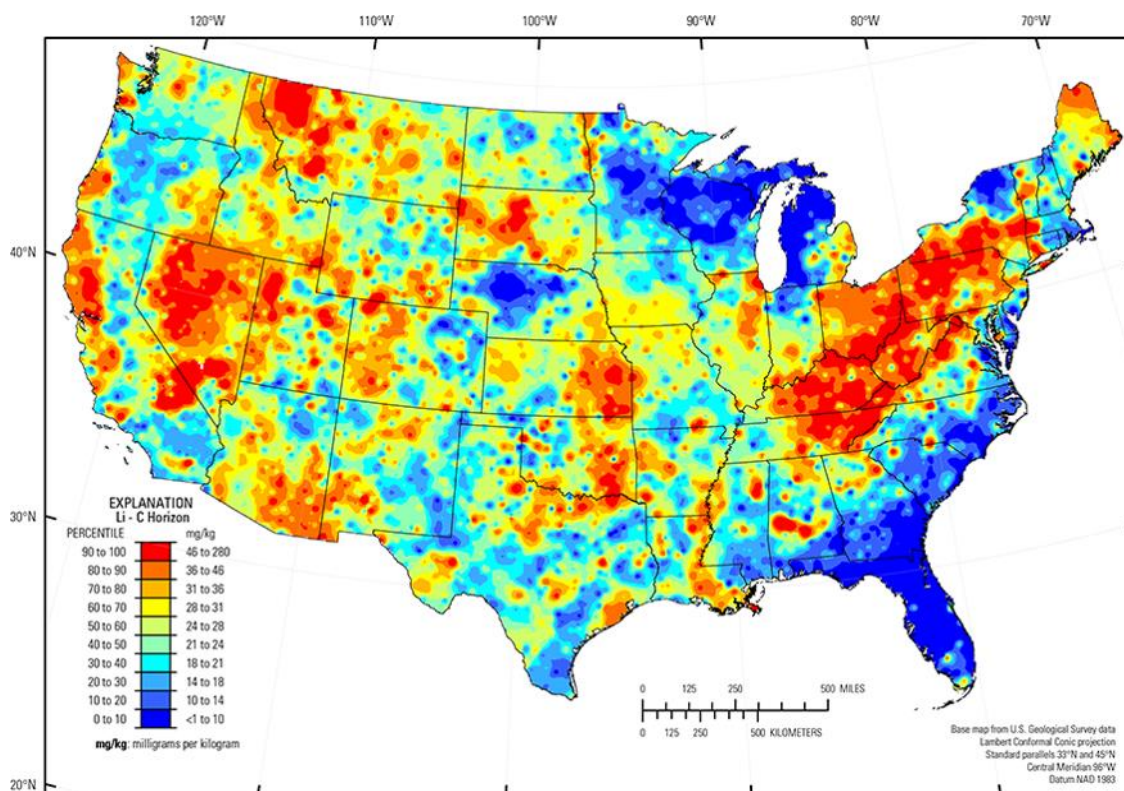 120°W 110°W 100°W 90°W 80°W 70°W
40°N
30°N
20°N
EXPLANATION
Li - C Horizon
PERCENTILE mg/kg
90 to 100 46 to 280
80 to 90 36 to 46
70 to 80 31 to 36
60 to 70 28 to 31
50 to 60 24 to 28
40 to 50 21 to 24
30 to 40 18 to 21
20 to 30 14 to 18
10 to 20 10 to 14
0 to 10 <1 to 10
mg/kg: milligrams per kilogram
0 125 250 500 MILES
0 125 250 500 KILOMETERS
Base map from U.S. Geological Survey data
Lambert Conformal Conic projection
Standard parallels 33°N and 45°N
Central Meridian 96°W
Datum NAD 1983